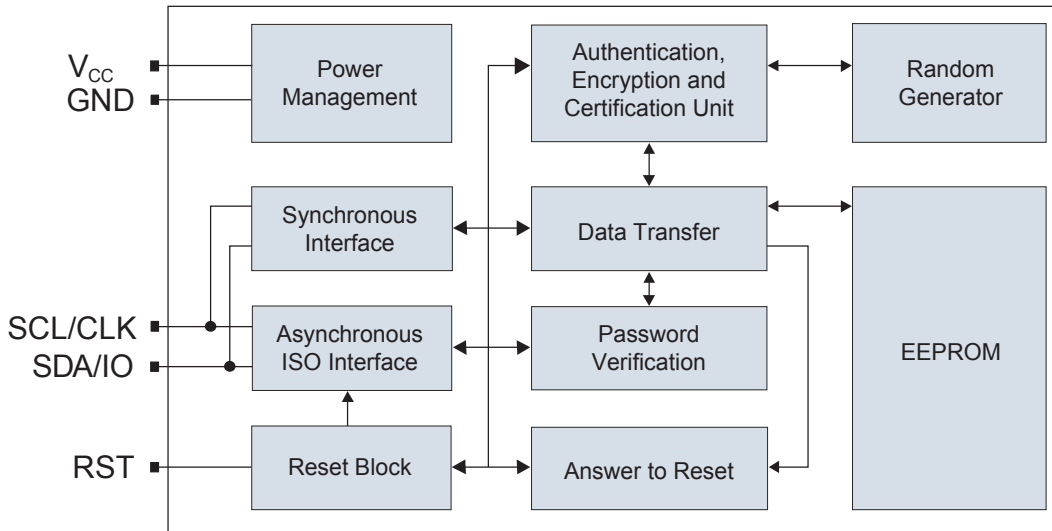 V_CC
GND
Power
Management
Authentication,
Encryption and
Certification Unit
Random
Generator
Synchronous
Interface
Data Transfer
SCL/CLK
SDA/IO
Asynchronous
ISO Interface
Password
Verification
EEPROM
RST
Reset Block
Answer to Reset